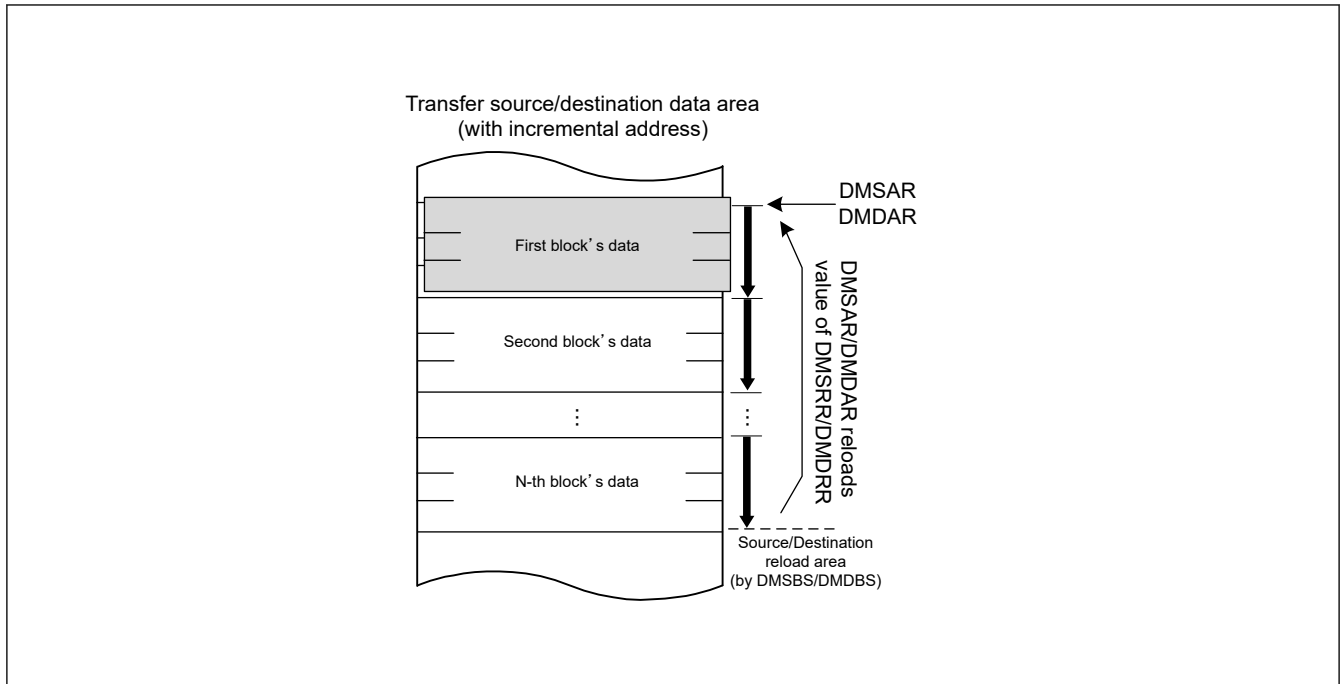 Transfer source/destination data area
(with incremental address)
DMSAR
DMDAR
First block’s data
Second block’s data
⋮
⋮
N-th block’s data
DMSAR/DMDAR reloads
value of DMSRR/DMDRR
Source/Destination
reload area
(by DMSBS/DMDBS)